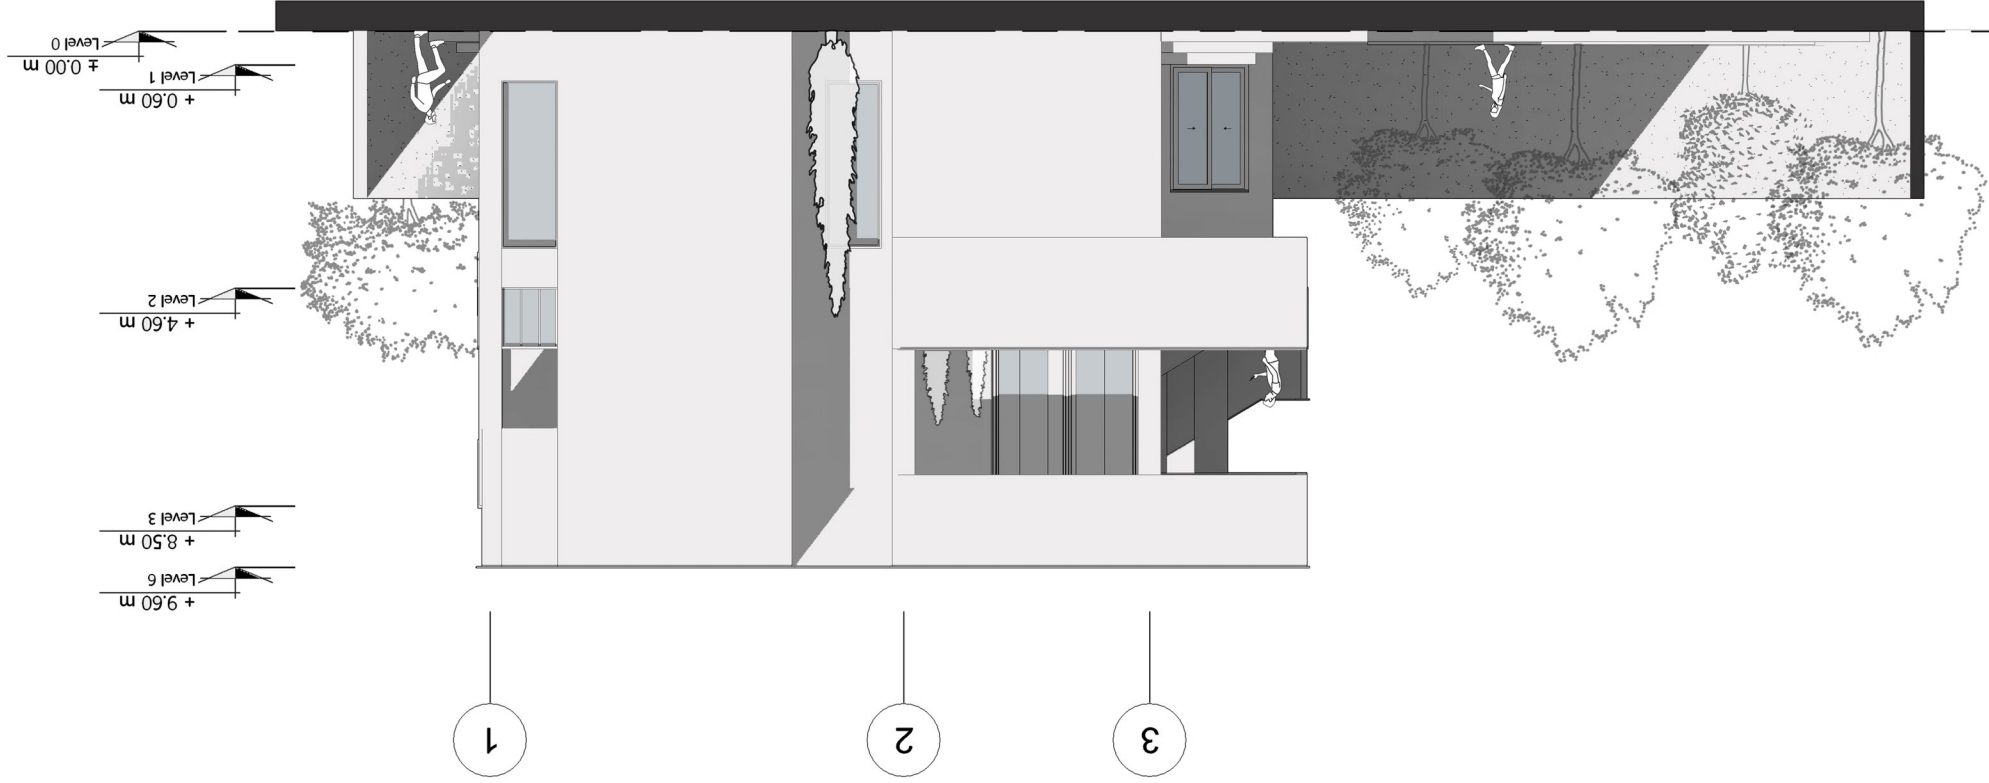 3
2
1
+ 9.60 m
Level 6
+ 8.50 m
Level 3
+ 4.60 m
Level 2
+ 0.60 m
Level 1
± 0.00 m
Level 0